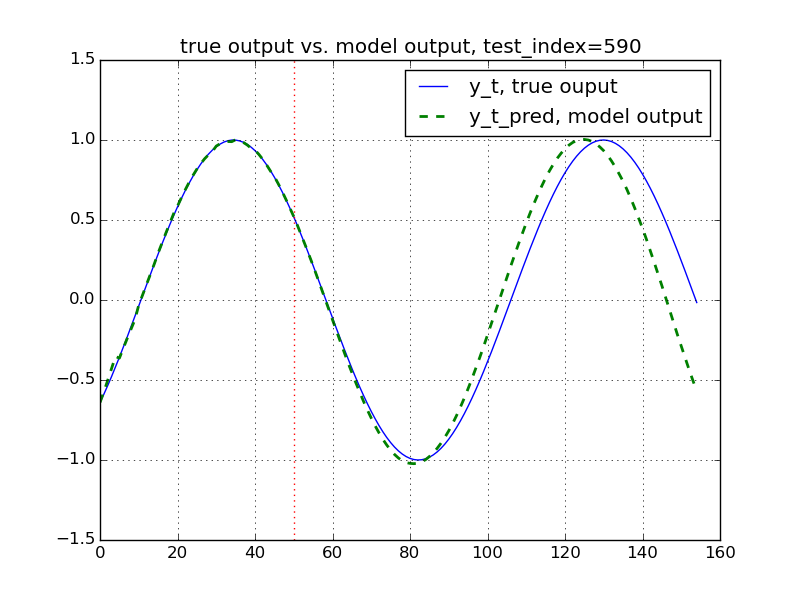 true output vs. model output, test_index=590
y_t, true ouput
y_t_pred, model output
1.5
1.0
0.5
0.0
−0.5
−1.0
−1.5
0 20 40 60 80 100 120 140 160